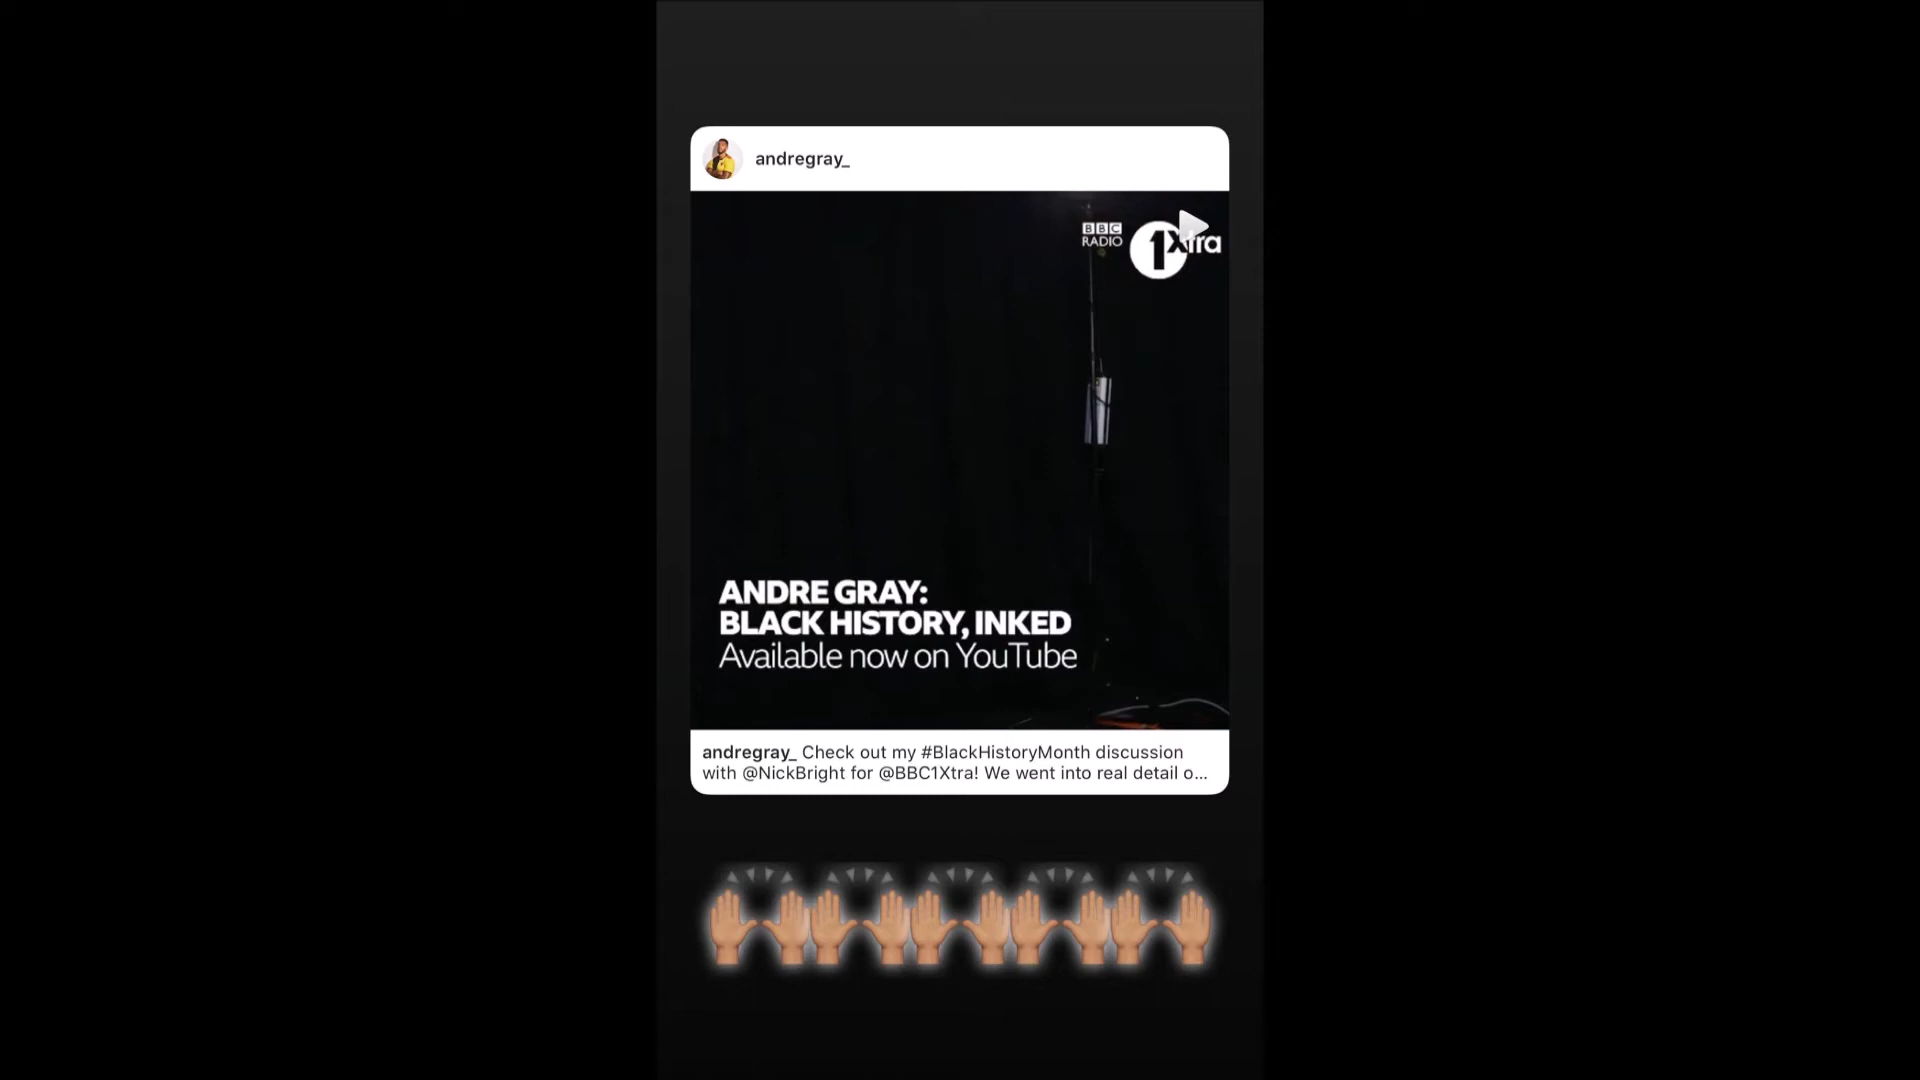 andregray_
BBC
RADIO
1Xtra
ANDRE GRAY:
BLACK HISTORY, INKED
Available now on YouTube
andregray_ Check out my #BlackHistoryMonth discussion
with @NickBright for @BBC1Xtra! We went into real detail o...